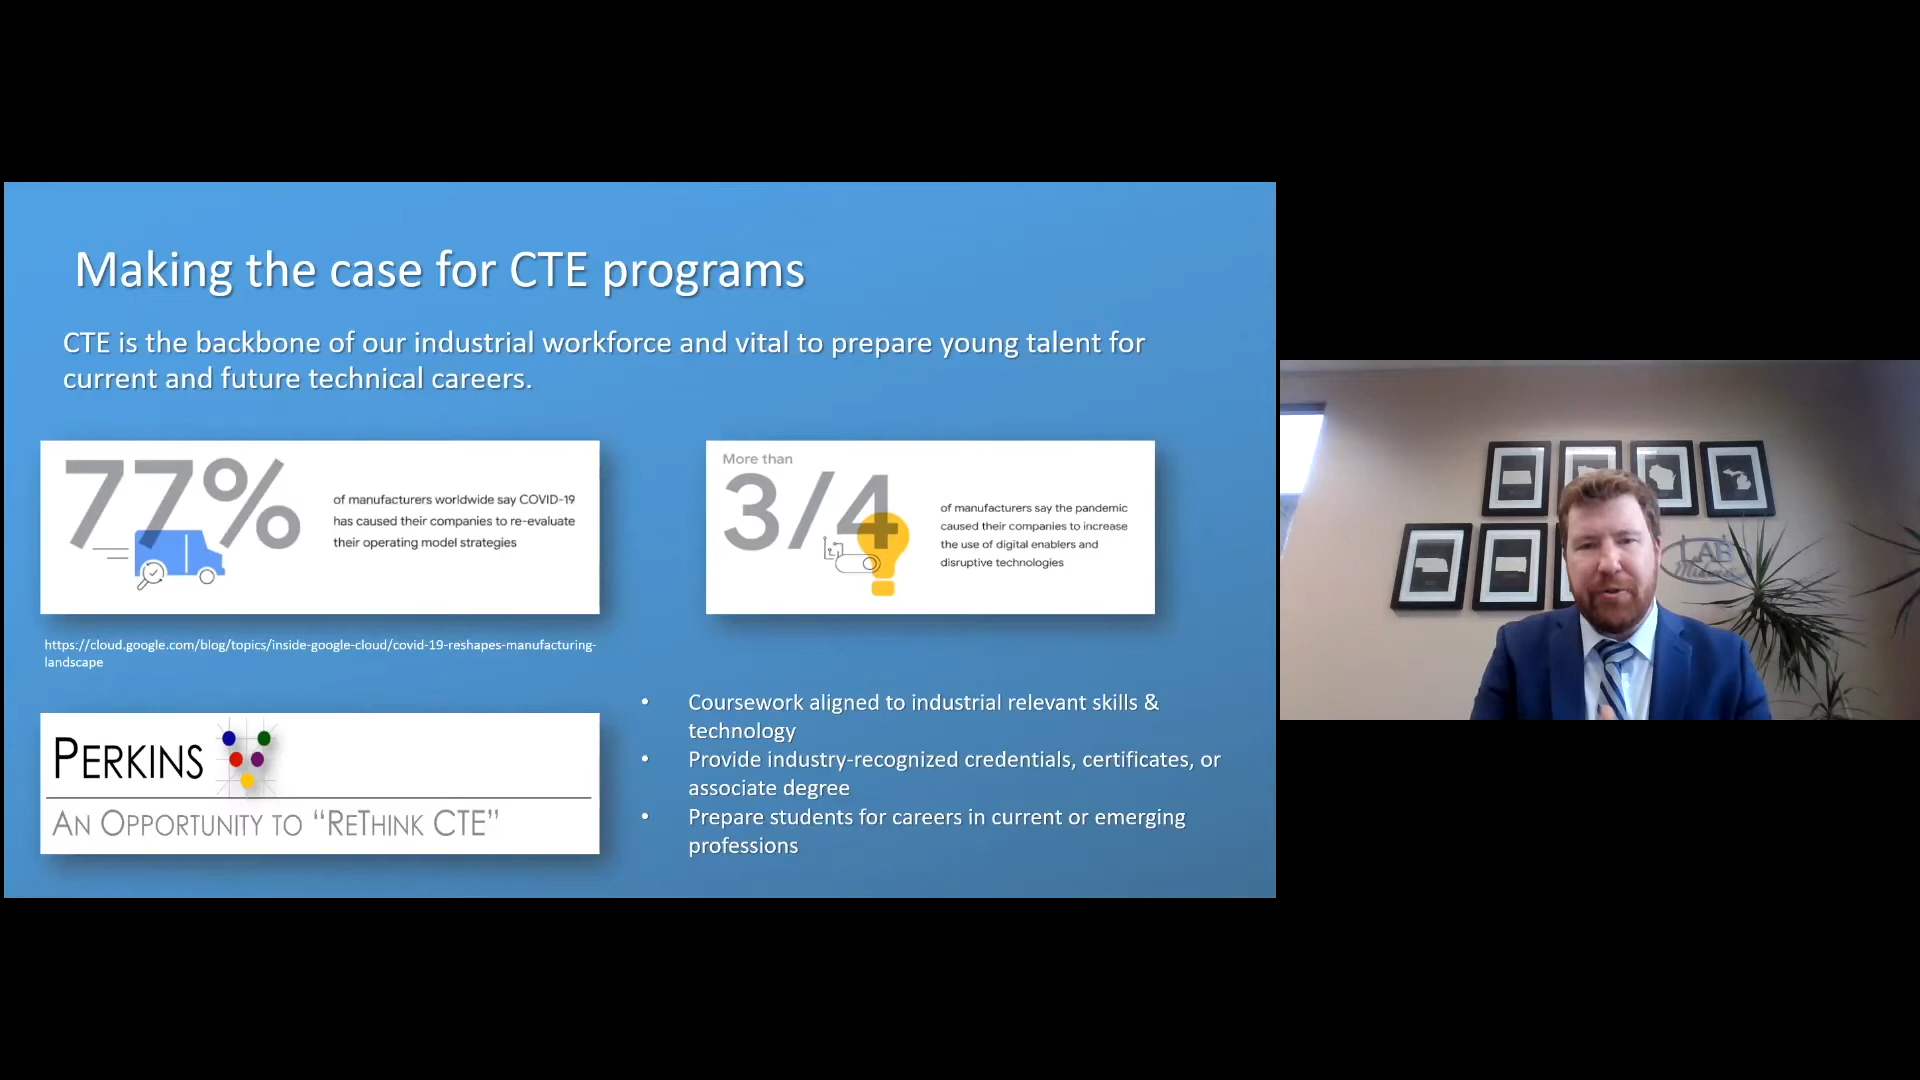 Making the case for CTE programs
CTE is the backbone of our industrial workforce and vital to prepare young talent for
current and future technical careers.
77%
of manufacturers worldwide say COVID-19
has caused their companies to re-evaluate
their operating model strategies
More than
3/4
of manufacturers say the pandemic
caused their companies to increase
the use of digital enablers and
disruptive technologies
https://cloud.google.com/blog/topics/inside-google-cloud/covid-19-reshapes-manufacturing-
landscape
PERKINS
AN OPPORTUNITY TO “RETHINK CTE”
• Coursework aligned to industrial relevant skills &
technology
• Provide industry-recognized credentials, certificates, or
associate degree
• Prepare students for careers in current or emerging
professions
LAB